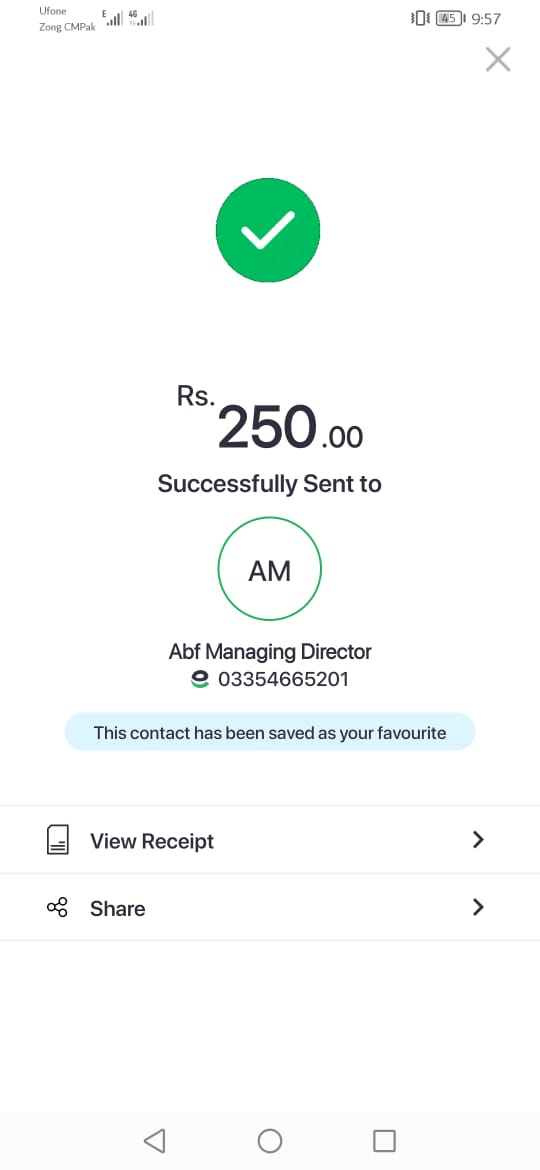 Ufone
Zong CMPak
E
4G
45
9:57
Rs.
250.00
Successfully Sent to
AM
Abf Managing Director
03354665201
This contact has been saved as your favourite
View Receipt
Share